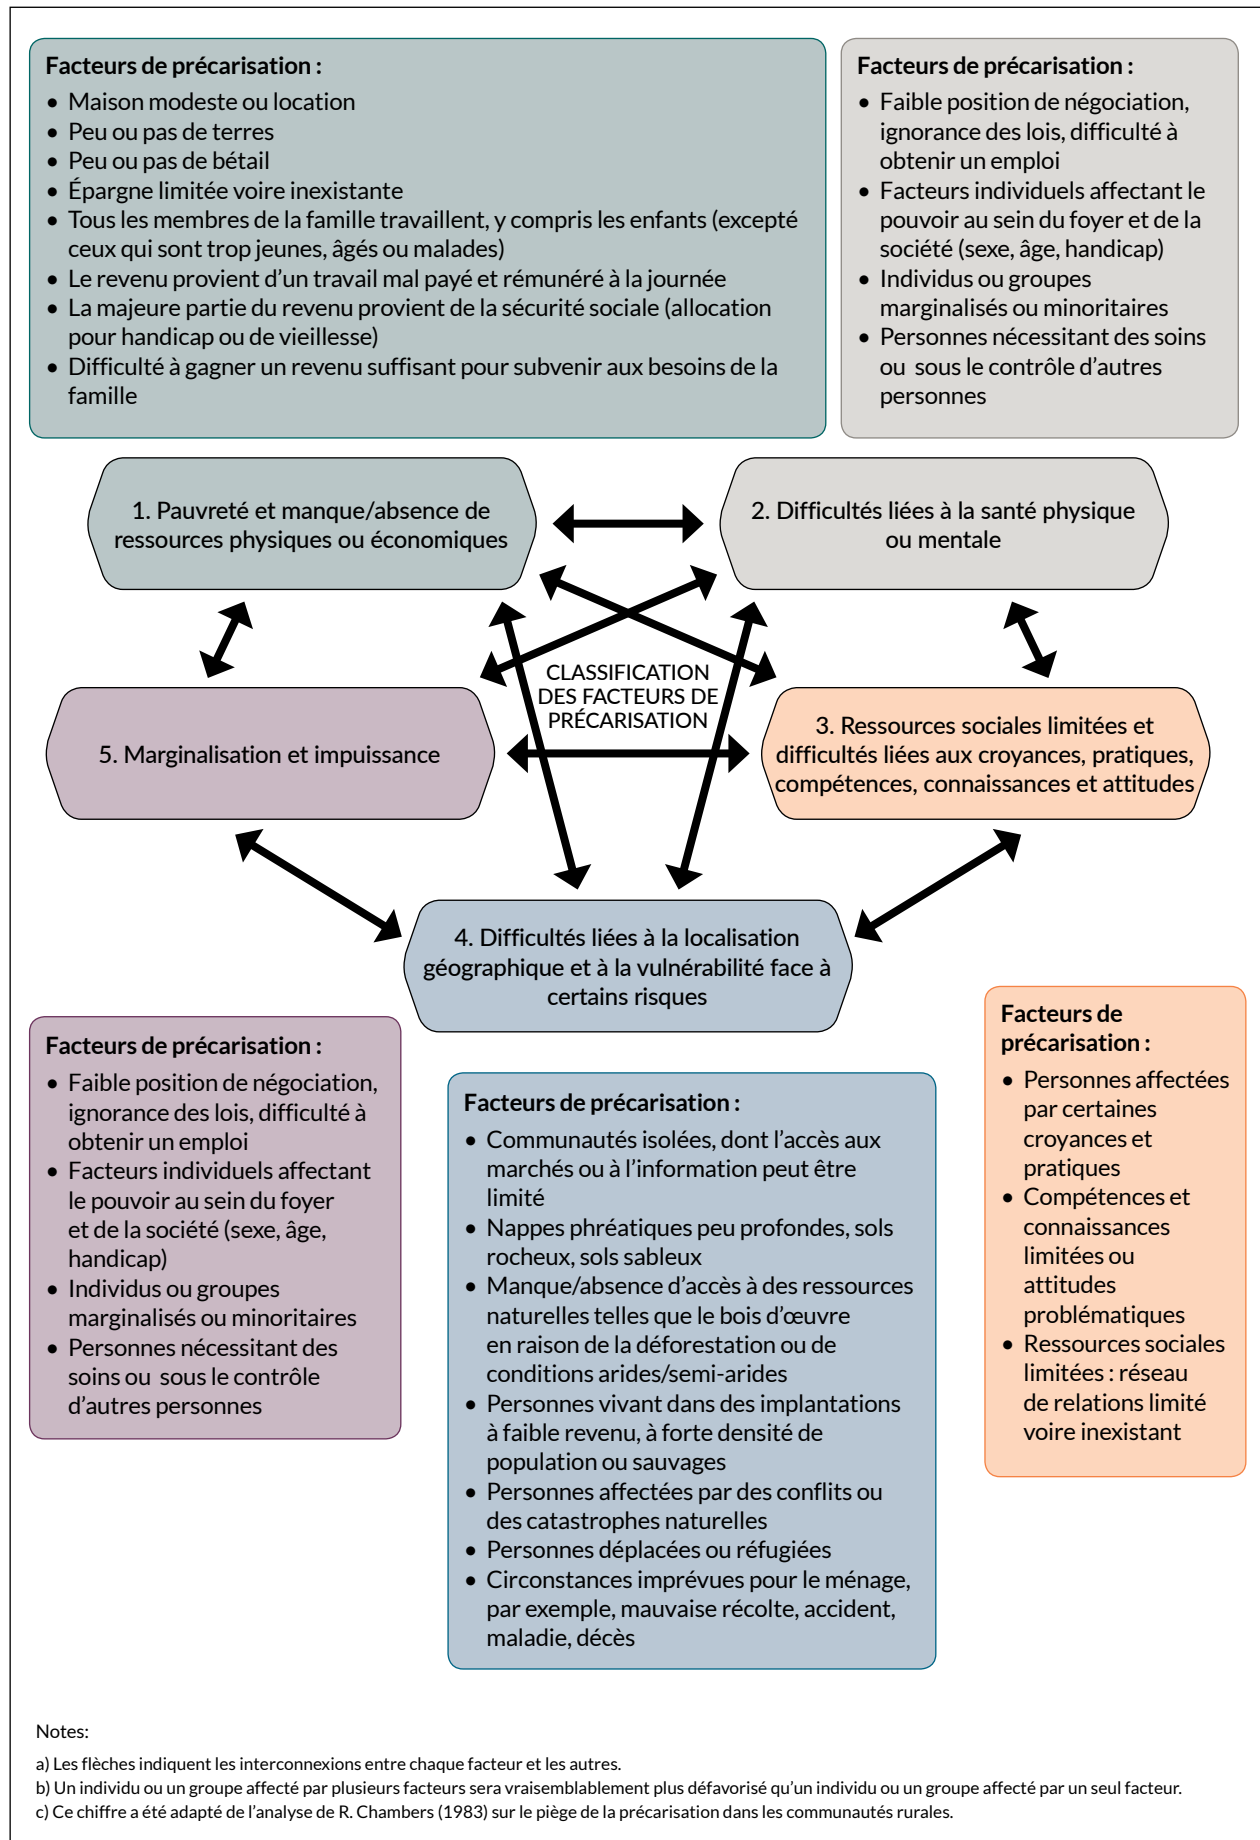 Facteurs de précarisation :
• Maison modeste ou location
• Peu ou pas de terres
• Peu ou pas de bétail
• Épargne limitée voire inexistante
• Tous les membres de la famille travaillent, y compris les enfants (excepté
ceux qui sont trop jeunes, âgés ou malades)
• Le revenu provient d'un travail mal payé et rémunéré à la journée
• La majeure partie du revenu provient de la sécurité sociale (allocation
pour handicap ou de vieillesse)
• Difficulté à gagner un revenu suffisant pour subvenir aux besoins de la
famille
Facteurs de précarisation :
• Faible position de négociation,
ignorance des lois, difficulté à
obtenir un emploi
• Facteurs individuels affectant le
pouvoir au sein du foyer et de la
société (sexe, âge, handicap)
• Individus ou groupes
marginalisés ou minoritaires
• Personnes nécessitant des soins
ou sous le contrôle d'autres
personnes
1. Pauvreté et manque/absence de
ressources physiques ou économiques
2. Difficultés liées à la santé physique
ou mentale
CLASSIFICATION
DES FACTEURS DE
PRÉCARISATION
5. Marginalisation et impuissance
3. Ressources sociales limitées et
difficultés liées aux croyances, pratiques,
compétences, connaissances et attitudes
4. Difficultés liées à la localisation
géographique et à la vulnérabilité face à
certains risques
Facteurs de précarisation :
• Faible position de négociation,
ignorance des lois, difficulté à
obtenir un emploi
• Facteurs individuels affectant
le pouvoir au sein du foyer
et de la société (sexe, âge,
handicap)
• Individus ou groupes
marginalisés ou minoritaires
• Personnes nécessitant des
soins ou sous le contrôle
d'autres personnes
Facteurs de précarisation :
• Communautés isolées, dont l'accès aux
marchés ou à l'information peut être
limité
• Nappes phréatiques peu profondes, sols
rocheux, sols sableux
• Manque/absence d'accès à des ressources
naturelles telles que le bois d'œuvre
en raison de la déforestation ou de
conditions arides/semi-arides
• Personnes vivant dans des implantations
à faible revenu, à forte densité de
population ou sauvages
• Personnes affectées par des conflits ou
des catastrophes naturelles
• Personnes déplacées ou réfugiées
• Circonstances imprévues pour le ménage,
par exemple, mauvaise récolte, accident,
maladie, décès
Facteurs de
précarisation :
• Personnes affectées
par certaines
croyances et
pratiques
• Compétences et
connaissances
limitées ou
attitudes
problématiques
• Ressources sociales
limitées : réseau
de relations limité
voire inexistant
Notes:
a) Les flèches indiquent les interconnexions entre chaque facteur et les autres.
b) Un individu ou un groupe affecté par plusieurs facteurs sera vraisemblablement plus défavorisé qu'un individu ou un groupe affecté par un seul facteur.
c) Ce chiffre a été adapté de l'analyse de R. Chambers (1983) sur le piège de la précarisation dans les communautés rurales.